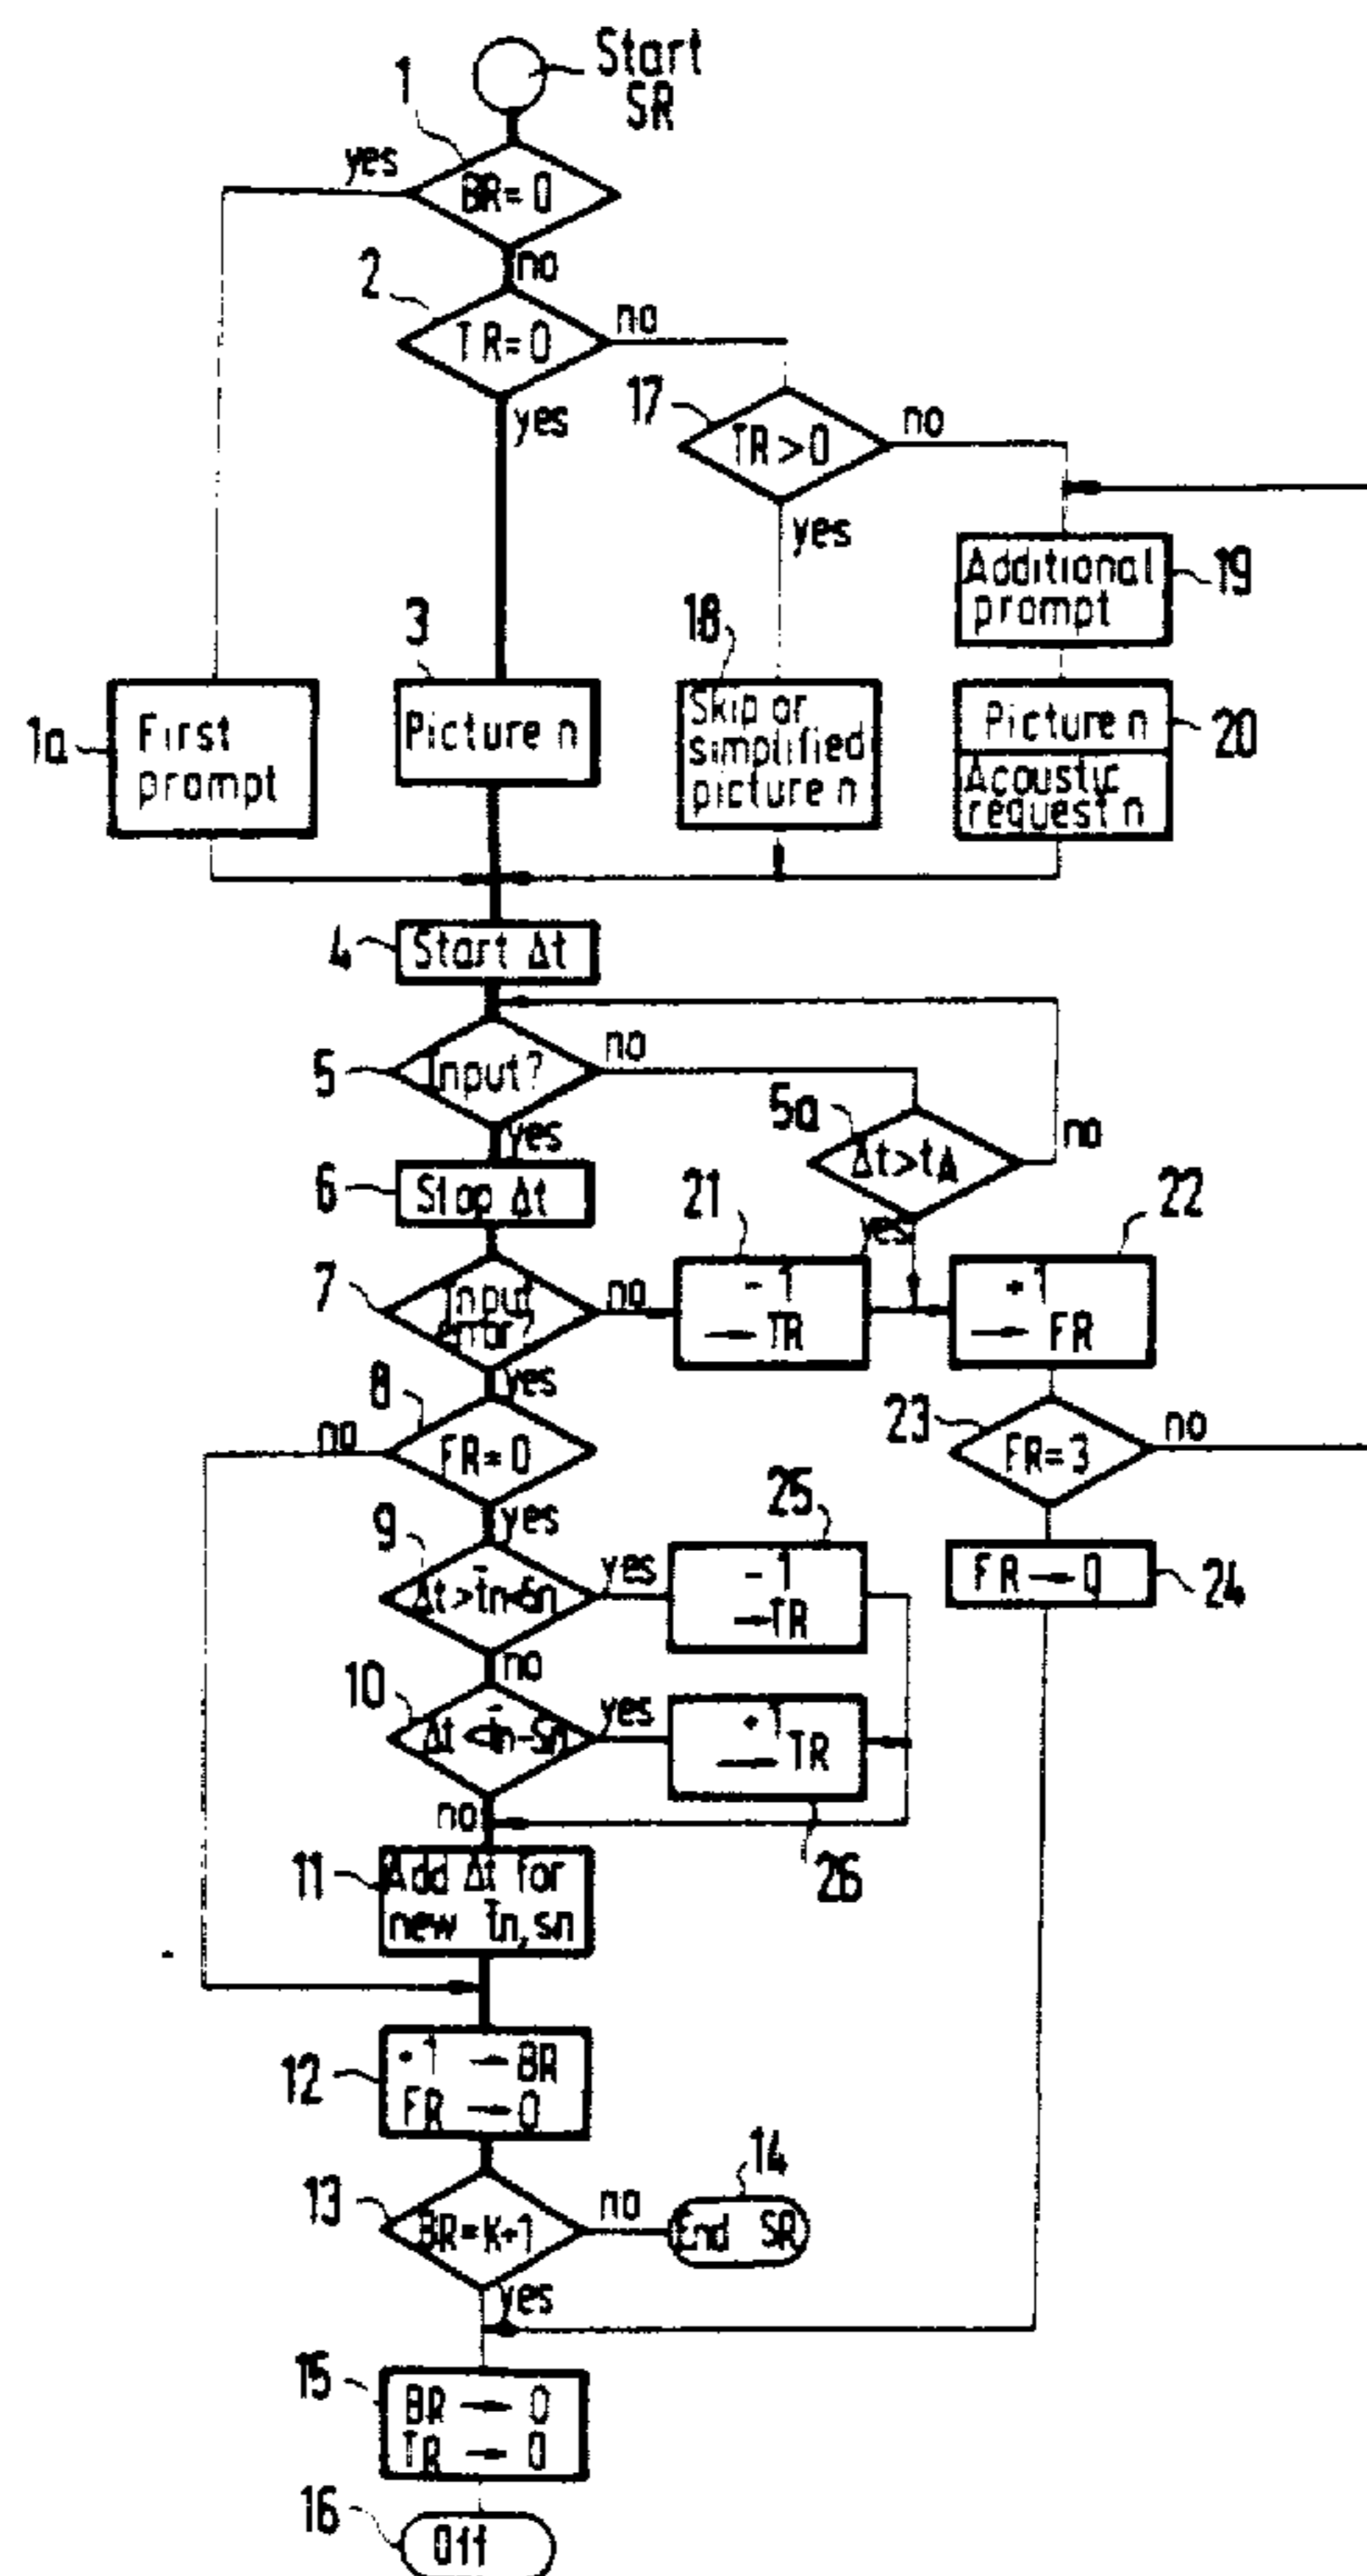 Start
SR
1
yes
BR=0
no
2
TR=0
no
yes
17
TR>0
no
yes
Additional
prompt
19
1a
First
prompt
3
Picture n
18
Skip or
simplified
picture n
Picture n
Acoustic
request n
20
4
Start Δt
5
Input?
no
5a
Δt>tA
no
yes
yes
6
Stop Δt
7
Input
error?
no
yes
21
-1
→ TR
22
+1
→ FR
8
FR=0
no
yes
23
FR=3
no
24
FR→0
9
yes
no
25
-1
→TR
10
yes
no
26
+1
→ TR
11
Add Δt for
new t̄n, sn
12
+1 → BR
FR → 0
13
BR=K+1
no
yes
14
End SR
15
BR → 0
TR → 0
16
Off